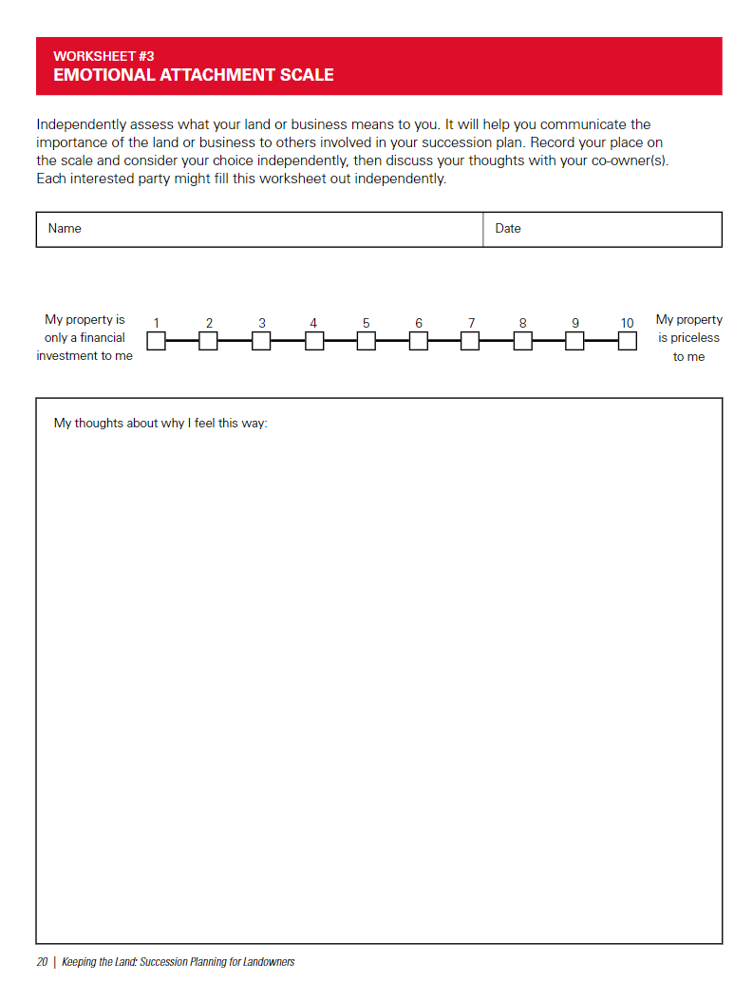 WORKSHEET #3
EMOTIONAL ATTACHMENT SCALE
Independently assess what your land or business means to you. It will help you communicate the
importance of the land or business to others involved in your succession plan. Record your place on
the scale and consider your choice independently, then discuss your thoughts with your co-owner(s).
Each interested party might fill this worksheet out independently.
Name
Date
My property is
only a financial
investment to me
1 2 3 4 5 6 7 8 9 10
My property
is priceless
to me
My thoughts about why I feel this way:
20 | Keeping the Land: Succession Planning for Landowners